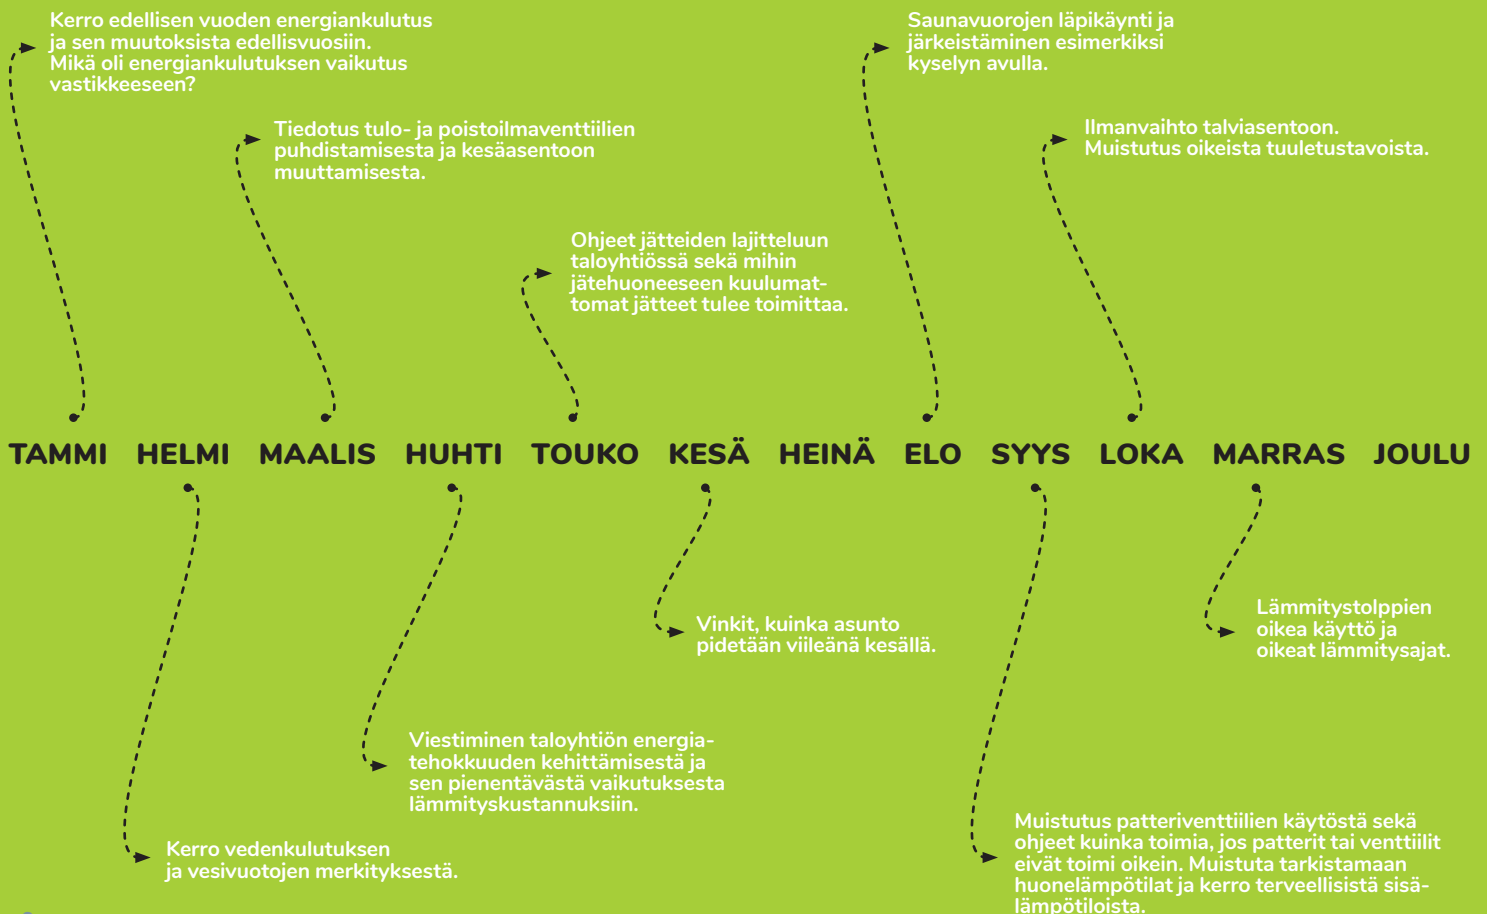 Kerro edellisen vuoden energiankulutus
ja sen muutoksista edellisvuosiin.
Mikä oli energiankulutuksen vaikutus
vastikkeeseen?
Tiedotus tulo- ja poistoilmaventtiilien
puhdistamisesta ja kesäasentoon
muuttamisesta.
Ohjeet jätteiden lajitteluun
taloyhtiössä sekä mihin
jätehuoneeseen kuulumat-
tomat jätteet tulee toimittaa.
Saunavuorojen läpikäynti ja
järkeistäminen esimerkiksi
kyselyn avulla.
Ilmanvaihto talviasentoon.
Muistutus oikeista tuuletustavoista.
TAMMI HELMI MAALIS HUHTI TOUKO KESÄ HEINÄ ELO SYYS LOKA MARRAS JOULU
Kerro vedenkulutuksen
ja vesivuotojen merkityksestä.
Viestiminen taloyhtiön energia-
tehokkuuden kehittämisestä ja
sen pienentävästä vaikutuksesta
lämmityskustannuksiin.
Vinkit, kuinka asunto
pidetään viileänä kesällä.
Muistutus patteriventtiilien käytöstä sekä
ohjeet kuinka toimia, jos patterit tai venttiilit
eivät toimi oikein. Muistuta tarkistamaan
huonelämpötilat ja kerro terveellisistä sisä-
lämpötiloista.
Lämmitystolppien
oikea käyttö ja
oikeat lämmitysajat.